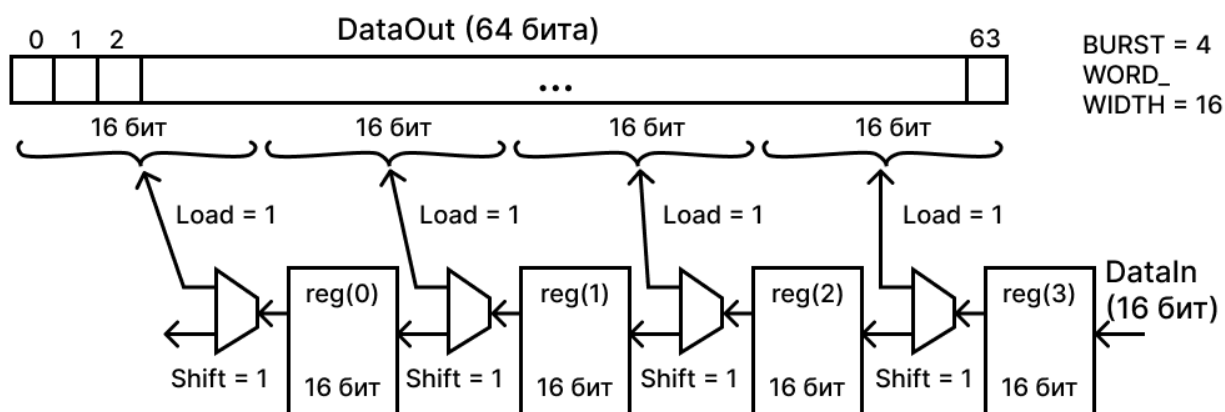 DataOut (64 бита)
0 1 2 63
...
BURST = 4
WORD_
WIDTH = 16
16 бит 16 бит 16 бит 16 бит
Load = 1 Load = 1 Load = 1 Load = 1
reg(0) reg(1) reg(2) reg(3)
DataIn
(16 бит)
Shift = 1 Shift = 1 Shift = 1 Shift = 1
16 бит 16 бит 16 бит 16 бит